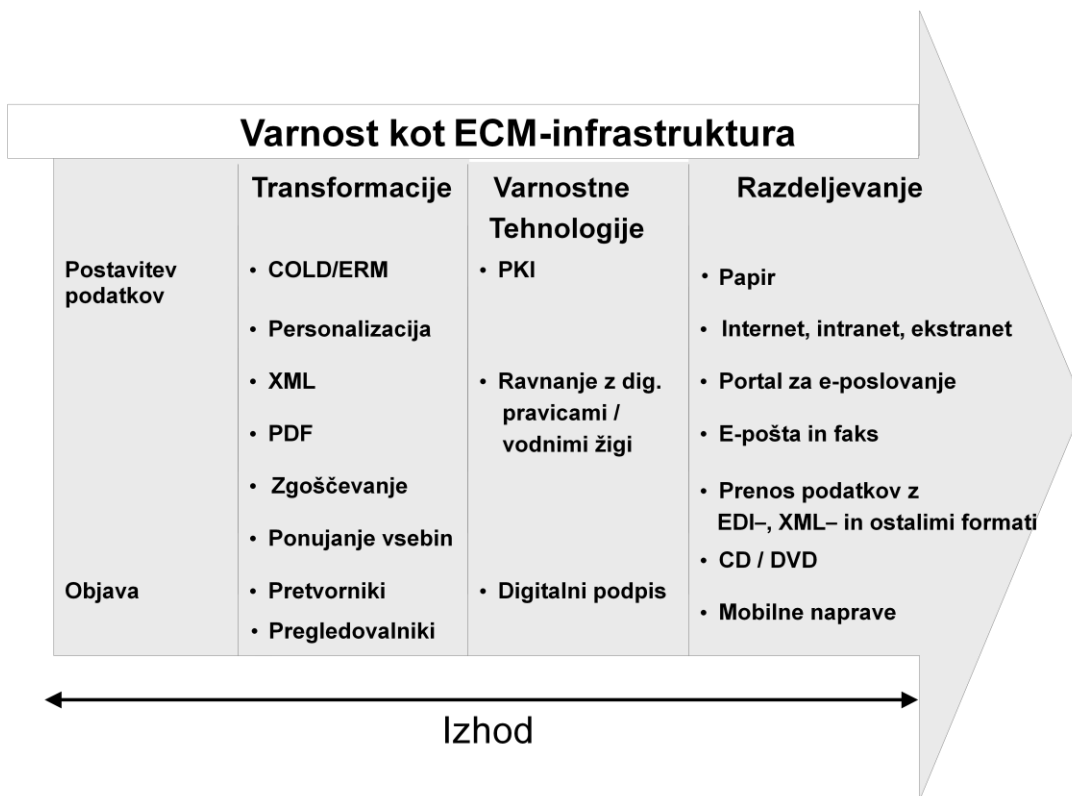 Varnost kot ECM-infrastruktura
Postavitev
podatkov
Objava
Transformacije
• COLD/ERM
• Personalizacija
• XML
• PDF
• Zgoščevanje
• Ponujanje vsebin
• Pretvorniki
• Pregledovalniki
Varnostne
Tehnologije
• PKI
• Ravnanje z dig.
pravicami /
vodnimi žigi
• Digitalni podpis
Razdeljevanje
• Papir
• Internet, intranet, ekstranet
• Portal za e-poslovanje
• E-pošta in faks
• Prenos podatkov z
EDI–, XML– in ostalimi formati
• CD / DVD
• Mobilne naprave
Izhod